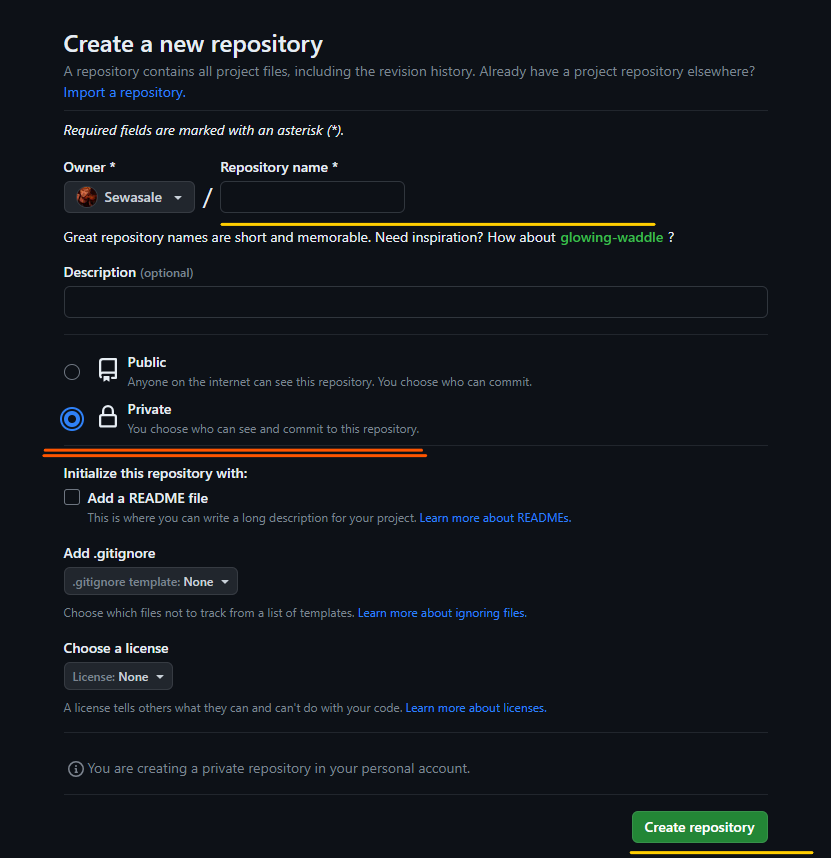 Create a new repository
A repository contains all project files, including the revision history. Already have a project repository elsewhere?
Import a repository.
Required fields are marked with an asterisk (*).
Owner * Repository name *
Sewasale /
Great repository names are short and memorable. Need inspiration? How about glowing-waddle ?
Description (optional)
Public
Anyone on the internet can see this repository. You choose who can commit.
Private
You choose who can see and commit to this repository.
Initialize this repository with:
Add a README file
This is where you can write a long description for your project. Learn more about READMEs.
Add .gitignore
.gitignore template: None
Choose which files not to track from a list of templates. Learn more about ignoring files.
Choose a license
License: None
A license tells others what they can and can't do with your code. Learn more about licenses.
You are creating a private repository in your personal account.
Create repository